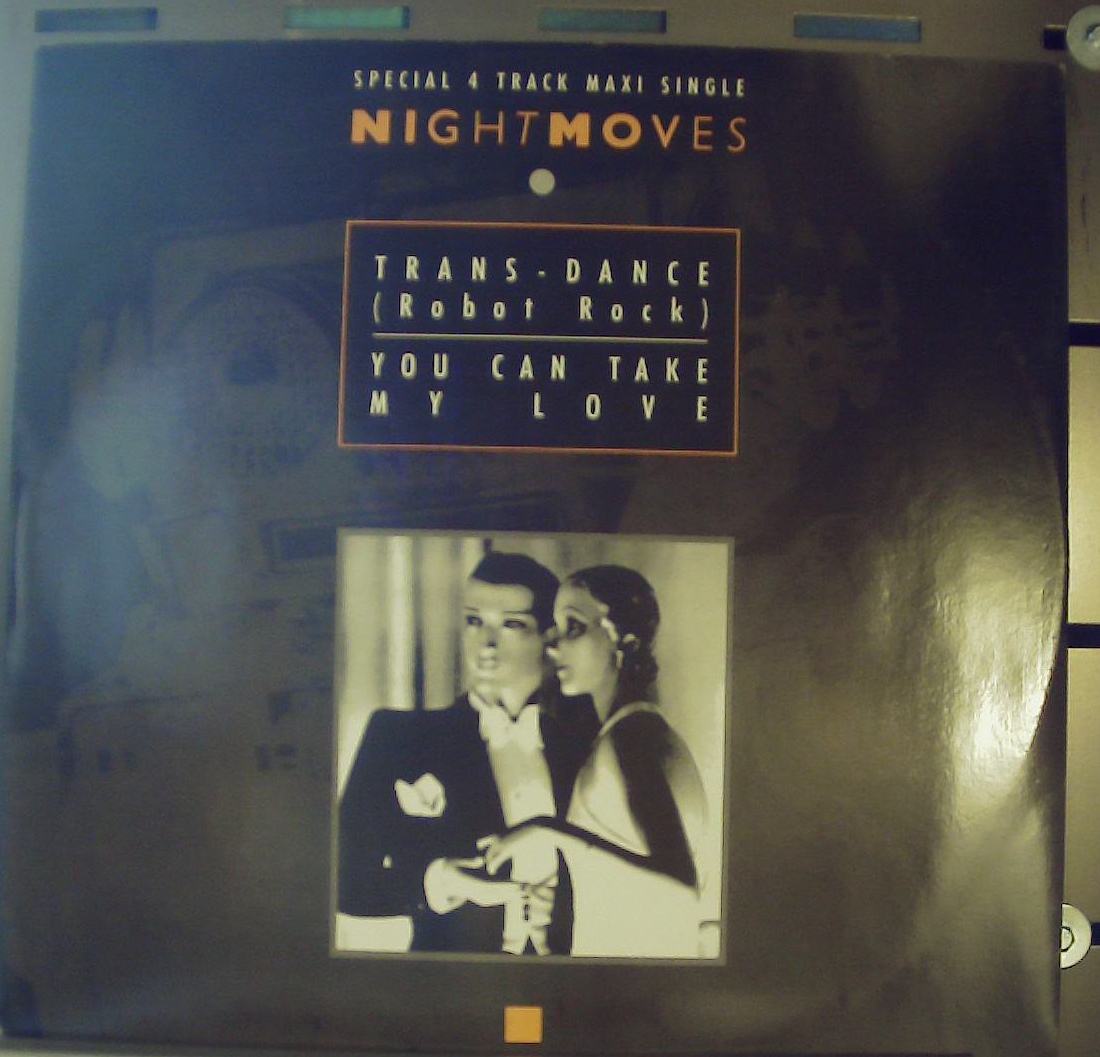 SPECIAL 4 TRACK MAXI SINGLE
NIGHTMOVES
TRANS-DANCE
(Robot Rock)
YOU CAN TAKE
MY LOVE